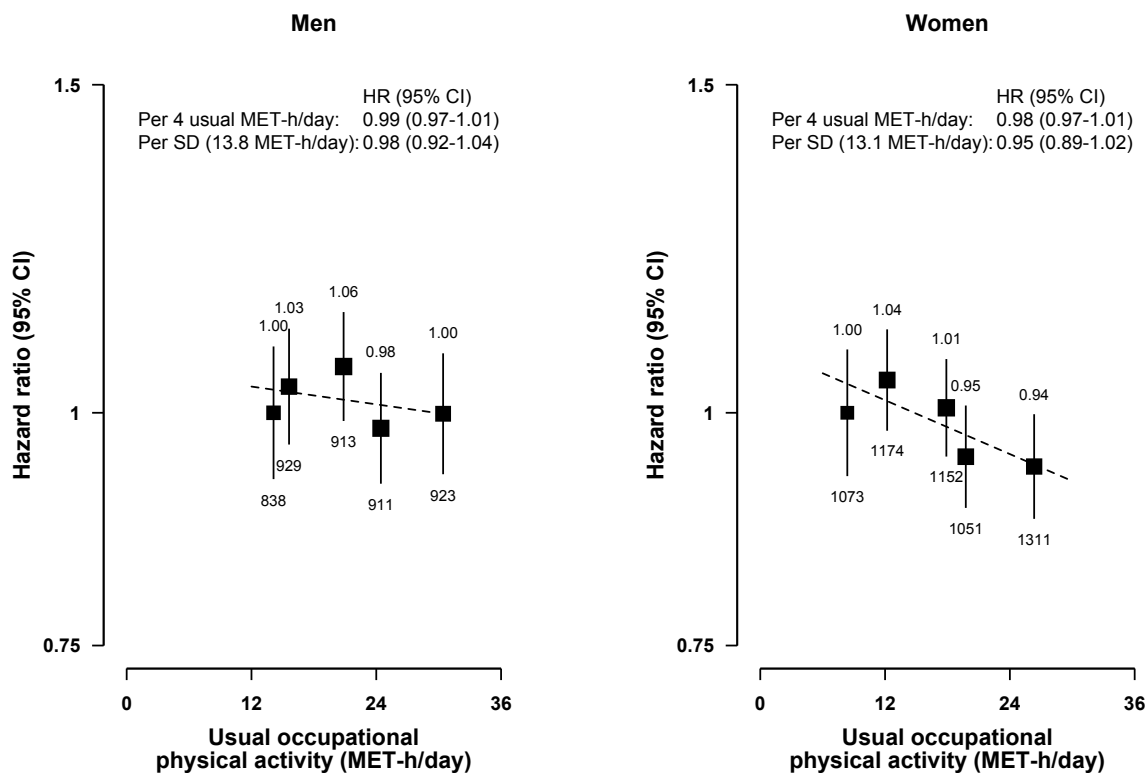 Men
1.5
HR (95% CI)
Per 4 usual MET-h/day: 0.99 (0.97-1.01)
Per SD (13.8 MET-h/day): 0.98 (0.92-1.04)
Hazard ratio (95% CI)
1.00
1.03
1.06
0.98
1.00
1
838
929
913
911
923
0.75
0
12
24
36
Usual occupational
physical activity (MET-h/day)
Women
1.5
HR (95% CI)
Per 4 usual MET-h/day: 0.98 (0.97-1.01)
Per SD (13.1 MET-h/day): 0.95 (0.89-1.02)
Hazard ratio (95% CI)
1.00
1.04
1.01
0.95
0.94
1
1073
1174
1152
1051
1311
0.75
0
12
24
36
Usual occupational
physical activity (MET-h/day)